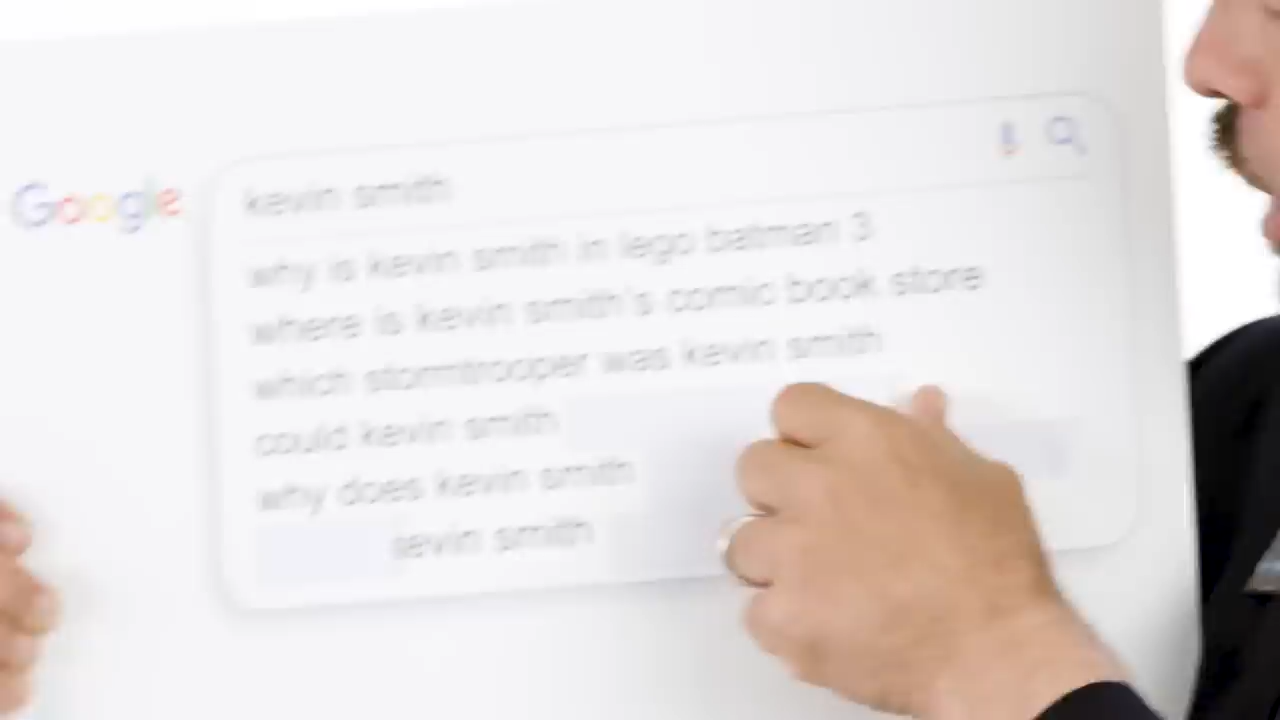 Google
kevin smith
why is kevin smith in lego batman 3
where is kevin smith's comic book store
which stormtrooper was kevin smith
could kevin smith
why does kevin smith
kevin smith